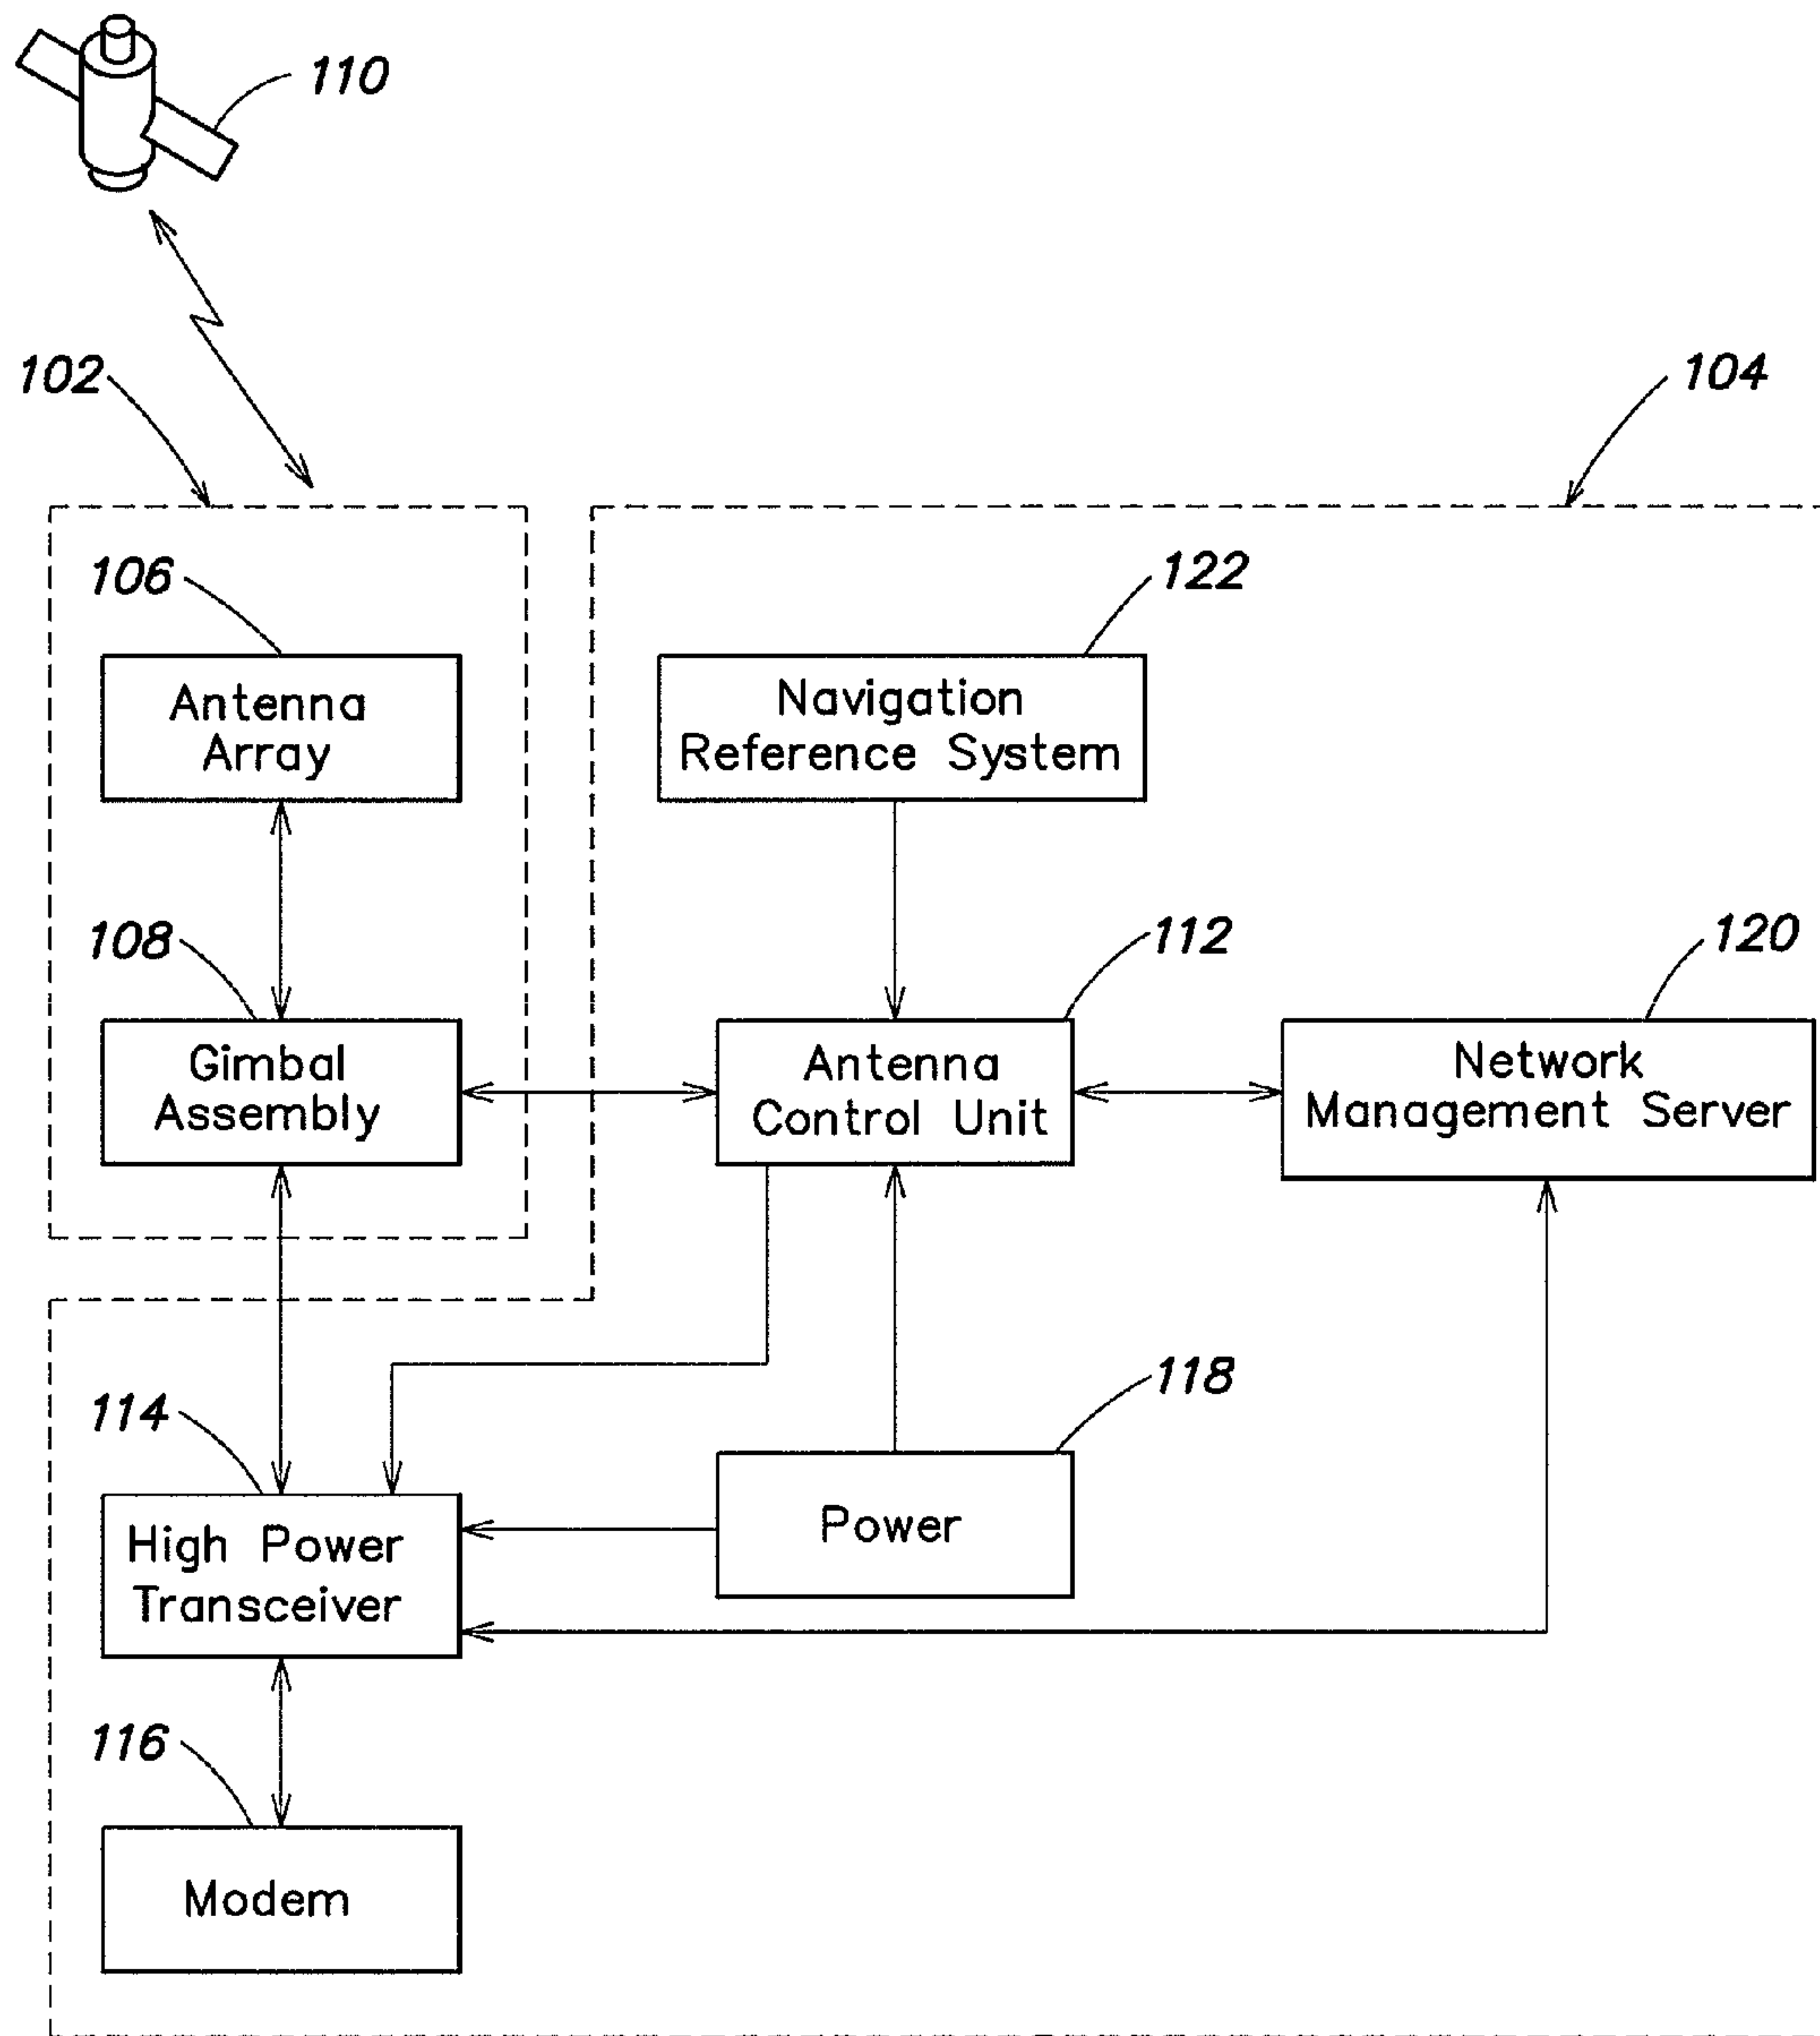 110
102
104
106
122
Antenna
Array
Navigation
Reference System
108
112
120
Gimbal
Assembly
Antenna
Control Unit
Network
Management Server
118
114
Power
High Power
Transceiver
116
Modem